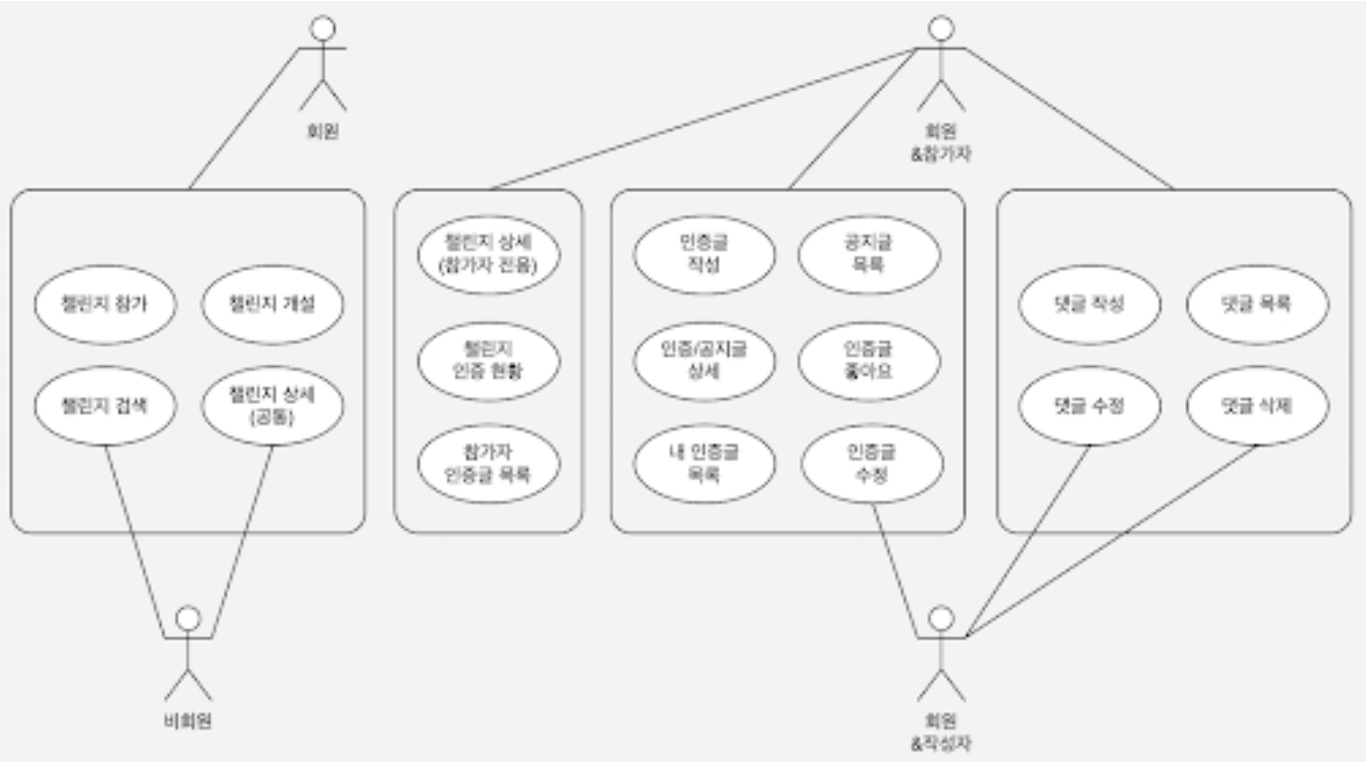 회원
회원
&참가자
챌린지 참가
챌린지 개설
챌린지 검색
챌린지 상세
(공통)
챌린지 상세
(참가자 전용)
챌린지
인증 현황
참가자
인증글 목록
인증글
작성
공지글
목록
인증/공지글
상세
인증글
좋아요
내 인증글
목록
인증글
수정
댓글 작성
댓글 목록
댓글 수정
댓글 삭제
비회원
회원
&작성자